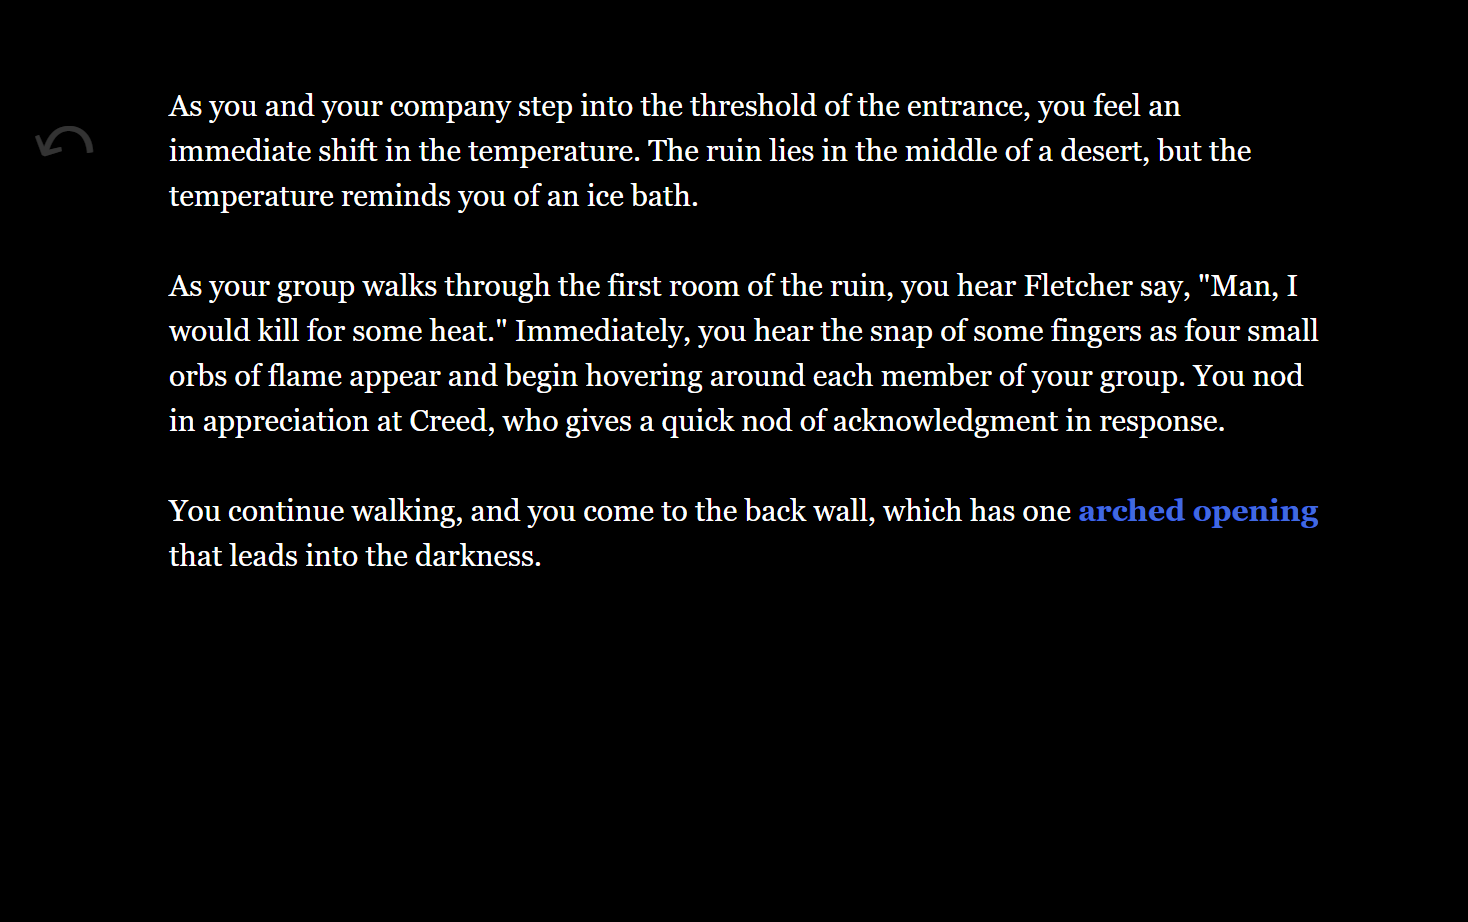 As you and your company step into the threshold of the entrance, you feel an
immediate shift in the temperature. The ruin lies in the middle of a desert, but the
temperature reminds you of an ice bath.
As your group walks through the first room of the ruin, you hear Fletcher say, "Man, I
would kill for some heat." Immediately, you hear the snap of some fingers as four small
orbs of flame appear and begin hovering around each member of your group. You nod
in appreciation at Creed, who gives a quick nod of acknowledgment in response.
You continue walking, and you come to the back wall, which has one arched opening
that leads into the darkness.